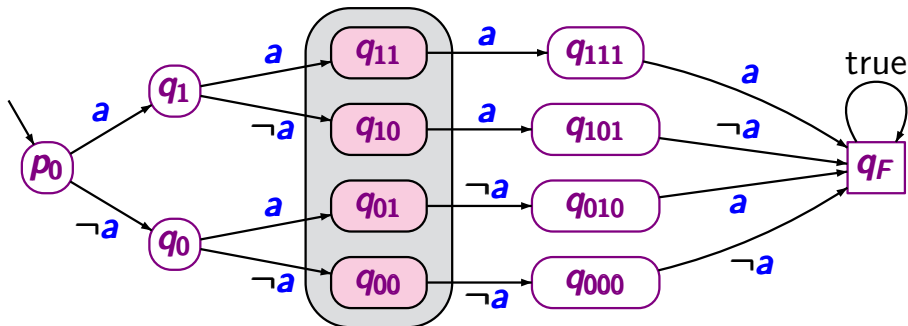 a q11 a q111
a true
q1
a ¬a q10 a q101 ¬a
p0 qF
¬a a q01 ¬a q010 a
q0
¬a q00 ¬a q000 ¬a